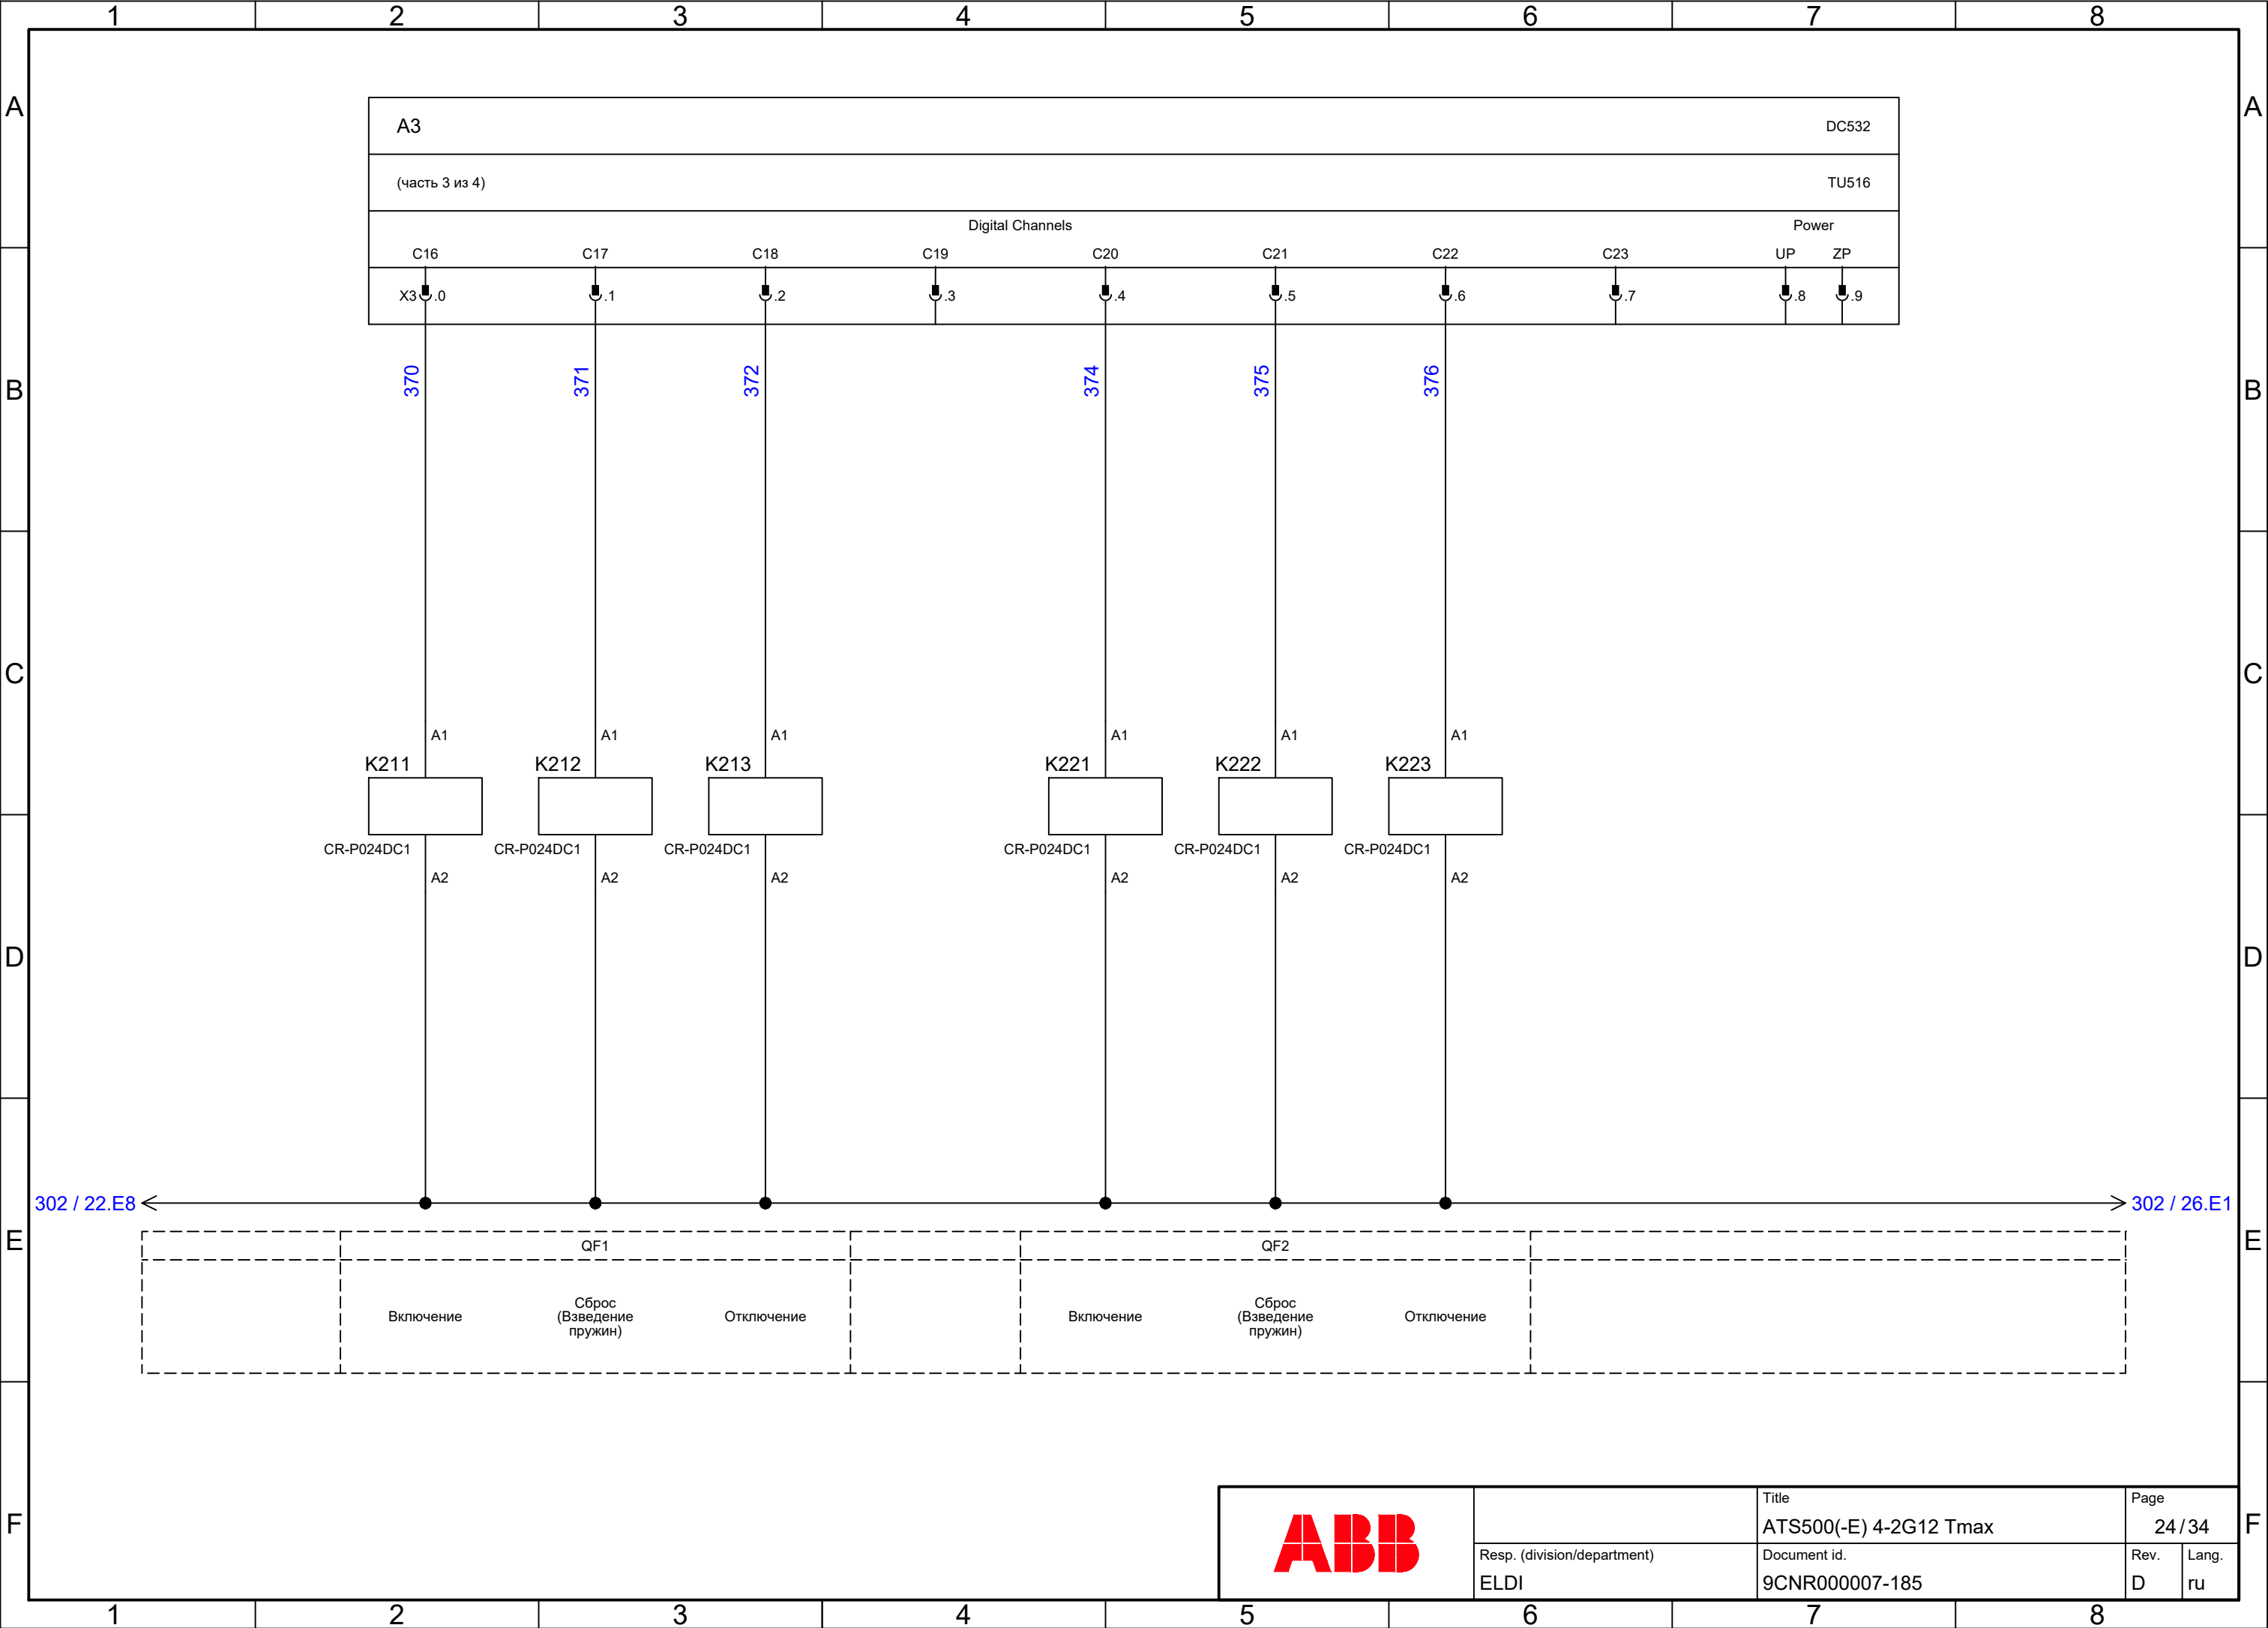 1 2 3 4 5 6 7 8
A A
A3 DC532
(часть 3 из 4) TU516
Digital Channels Power
C16 C17 C18 C19 C20 C21 C22 C23 UP ZP
X3 .0 .1 .2 .3 .4 .5 .6 .7 .8 .9
370 371 372 374 375 376
B B
C C
A1 A1 A1 A1 A1 A1
K211 K212 K213 K221 K222 K223
CR-P024DC1 CR-P024DC1 CR-P024DC1 CR-P024DC1 CR-P024DC1 CR-P024DC1
A2 A2 A2 A2 A2 A2
D D
302 / 22.E8 302 / 26.E1
E E
QF1 QF2
Включение
Сброс
(Взведение
пружин)
Отключение
Включение
Сброс
(Взведение
пружин)
Отключение
F F
ABB
Title
ATS500(-E) 4-2G12 Tmax
Page
24 / 34
Resp. (division/department)
ELDI
Document id.
9CNR000007-185
Rev.
D
Lang.
ru
1 2 3 4 5 6 7 8